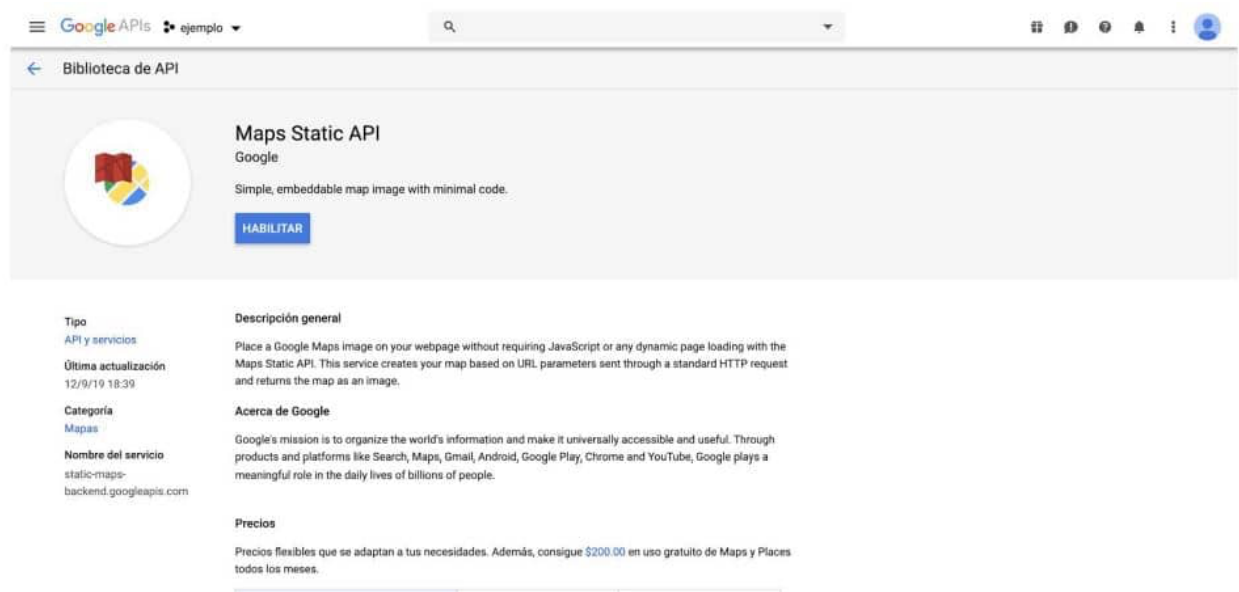 Google APIs ejemplo
Biblioteca de API
Maps Static API
Google
Simple, embeddable map image with minimal code.
HABILITAR
Tipo
API y servicios
Última actualización
12/9/19 18:39
Categoría
Mapas
Nombre del servicio
static-maps-
backend.googleapis.com
Descripción general
Place a Google Maps image on your webpage without requiring JavaScript or any dynamic page loading with the
Maps Static API. This service creates your map based on URL parameters sent through a standard HTTP request
and returns the map as an image.
Acerca de Google
Google's mission is to organize the world's information and make it universally accessible and useful. Through
products and platforms like Search, Maps, Gmail, Android, Google Play, Chrome and YouTube, Google plays a
meaningful role in the daily lives of billions of people.
Precios
Precios flexibles que se adaptan a tus necesidades. Además, consigue $200.00 en uso gratuito de Maps y Places
todos los meses.